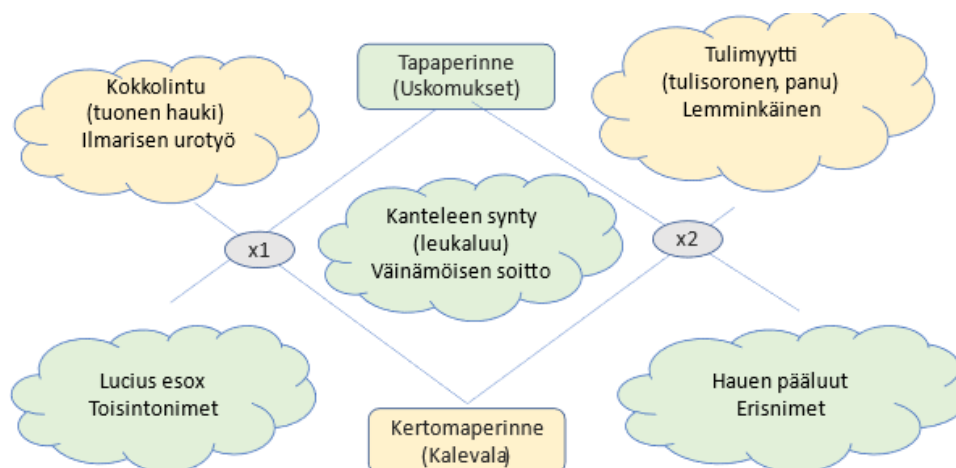 Kokkolintu
(tuonen hauki)
Ilmarisen urotyö
Tapaperinne
(Uskomukset)
Tulimyytti
(tulisoronen, panu)
Lemminkäinen
x1
Kanteleen synty
(leukaluu)
Väinämöisen soitto
x2
Lucius esox
Toisintonimet
Kertomaperinne
(Kalevala)
Hauen pääluut
Erisnimet